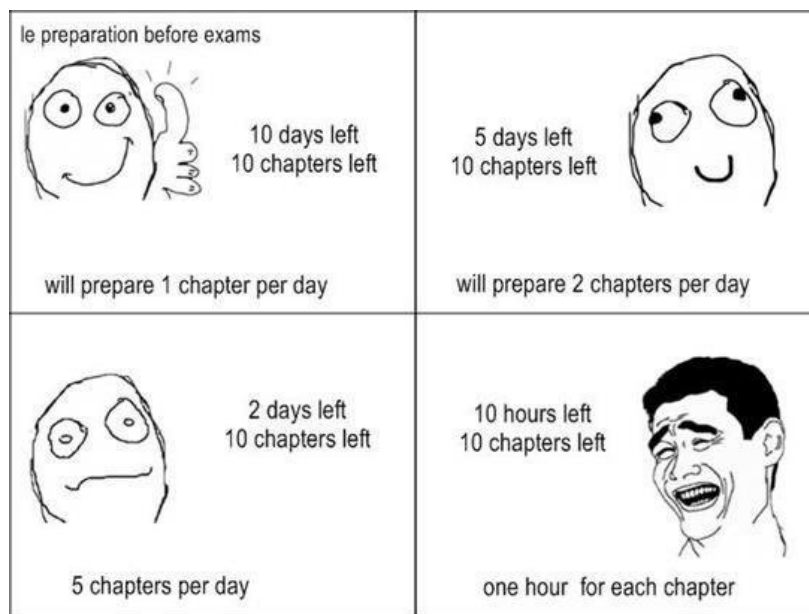 le preparation before exams
10 days left
10 chapters left
will prepare 1 chapter per day
5 days left
10 chapters left
will prepare 2 chapters per day
2 days left
10 chapters left
5 chapters per day
10 hours left
10 chapters left
one hour for each chapter